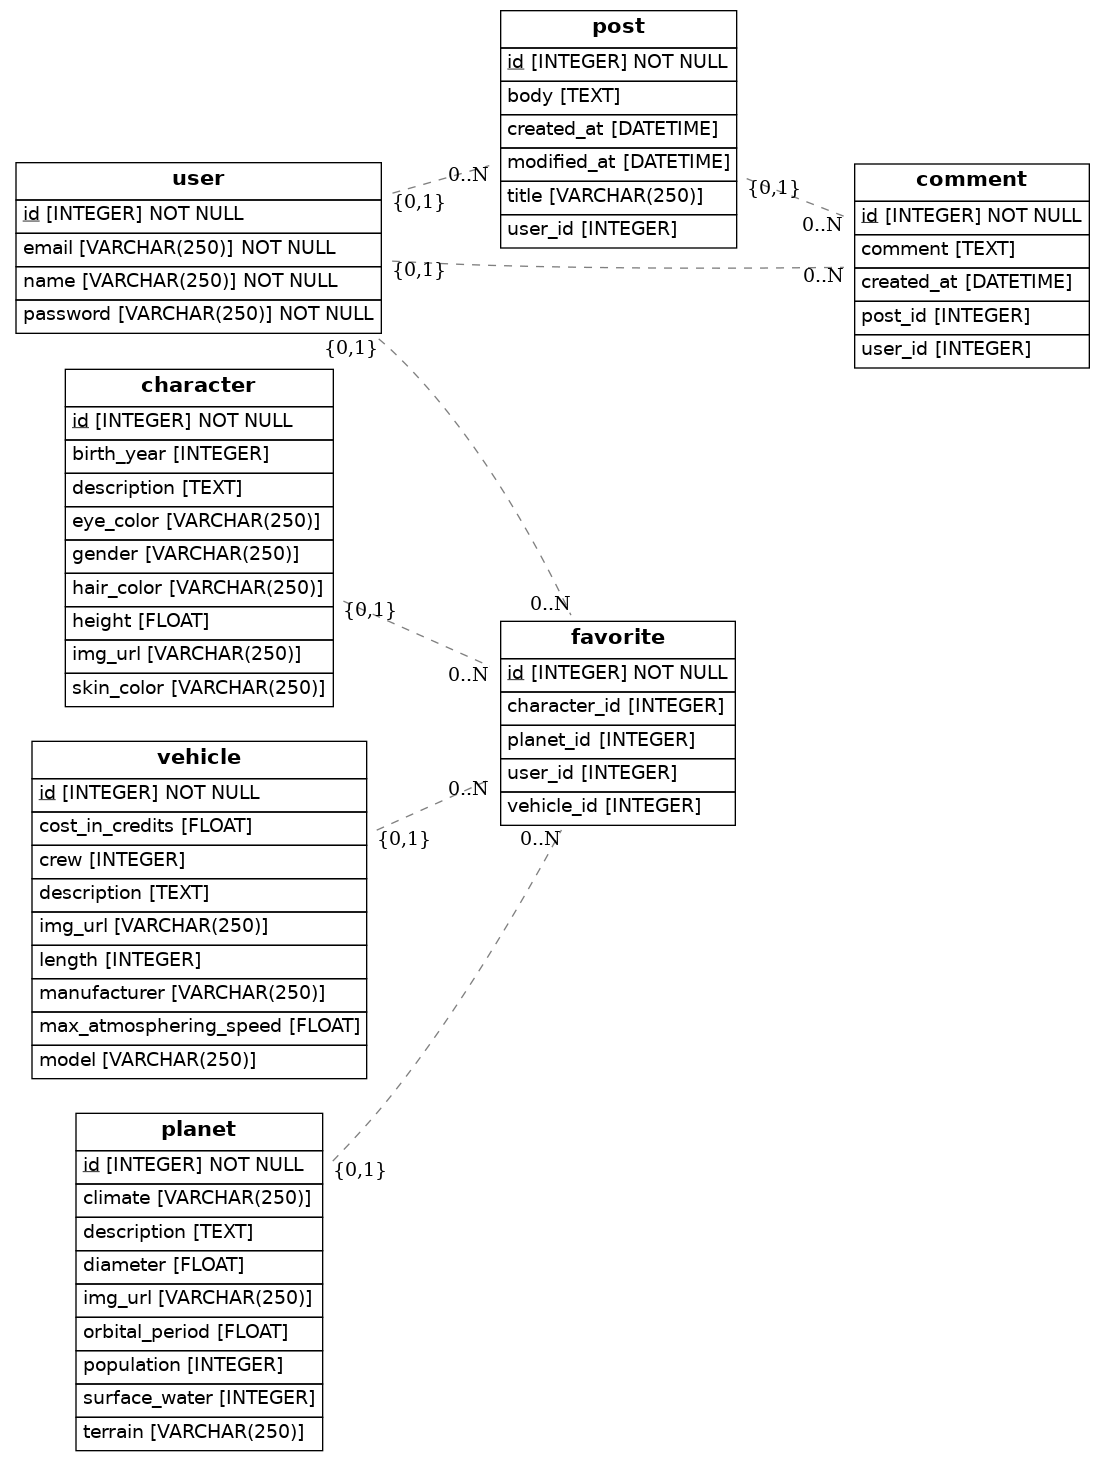 post
id [INTEGER] NOT NULL
body [TEXT]
created_at [DATETIME]
modified_at [DATETIME]
title [VARCHAR(250)]
user_id [INTEGER]
user
id [INTEGER] NOT NULL
email [VARCHAR(250)] NOT NULL
name [VARCHAR(250)] NOT NULL
password [VARCHAR(250)] NOT NULL
0..N
{0,1}
{0,1}
0..N
{0,1}
0..N
comment
id [INTEGER] NOT NULL
comment [TEXT]
created_at [DATETIME]
post_id [INTEGER]
user_id [INTEGER]
{0,1}
character
id [INTEGER] NOT NULL
birth_year [INTEGER]
description [TEXT]
eye_color [VARCHAR(250)]
gender [VARCHAR(250)]
hair_color [VARCHAR(250)]
height [FLOAT]
img_url [VARCHAR(250)]
skin_color [VARCHAR(250)]
0..N
{0,1}
0..N
favorite
id [INTEGER] NOT NULL
character_id [INTEGER]
planet_id [INTEGER]
user_id [INTEGER]
vehicle_id [INTEGER]
vehicle
id [INTEGER] NOT NULL
cost_in_credits [FLOAT]
crew [INTEGER]
description [TEXT]
img_url [VARCHAR(250)]
length [INTEGER]
manufacturer [VARCHAR(250)]
max_atmosphering_speed [FLOAT]
model [VARCHAR(250)]
0..N
{0,1}
0..N
{0,1}
planet
id [INTEGER] NOT NULL
climate [VARCHAR(250)]
description [TEXT]
diameter [FLOAT]
img_url [VARCHAR(250)]
orbital_period [FLOAT]
population [INTEGER]
surface_water [INTEGER]
terrain [VARCHAR(250)]